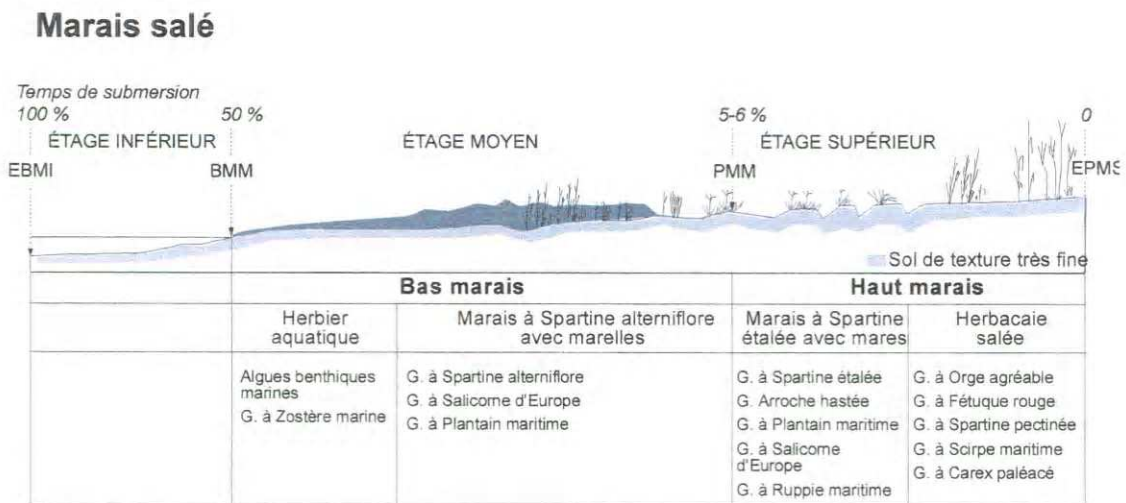 Marais salé
Temps de submersion
100 % 50 % 5-6 % 0
ÉTAGE INFÉRIEUR ÉTAGE MOYEN ÉTAGE SUPÉRIEUR
EBMI BMM PMM EPMS
Sol de texture très fine
Bas marais Haut marais
Herbier
aquatique
Marais à Spartine alterniflore
avec marelles
Marais à Spartine
étalée avec mares
Herbacaie
salée
Algues benthiques
marines
G. à Zostère marine
G. à Spartine alterniflore
G. à Salicorne d'Europe
G. à Plantain maritime
G. à Spartine étalée
G. Arroche hastée
G. à Plantain maritime
G. à Salicorne
d'Europe
G. à Ruppie maritime
G. à Orge agréable
G. à Fétuque rouge
G. à Spartine pectinée
G. à Scirpe maritime
G. à Carex paléacé